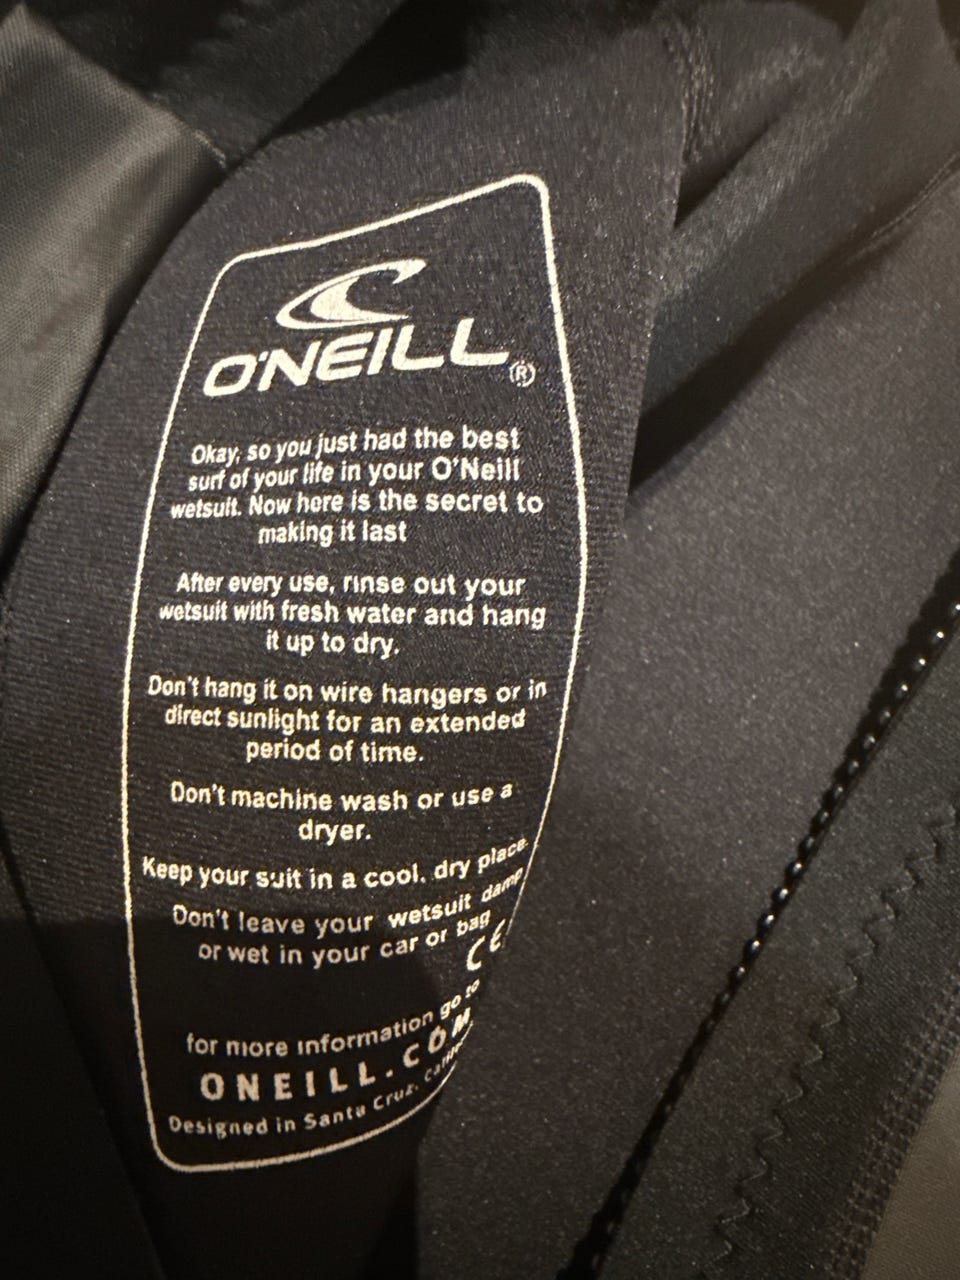 O'NEILL®
Okay, so you just had the best
surf of your life in your O'Neill
wetsuit. Now here is the secret to
making it last
After every use, rinse out your
wetsuit with fresh water and hang
it up to dry.
Don't hang it on wire hangers or in
direct sunlight for an extended
period of time.
Don't machine wash or use a
dryer.
Keep your suit in a cool, dry place.
Don't leave your wetsuit damp
or wet in your car or bag
CE
for more information go to
ONEILL.COM
Designed in Santa Cruz,